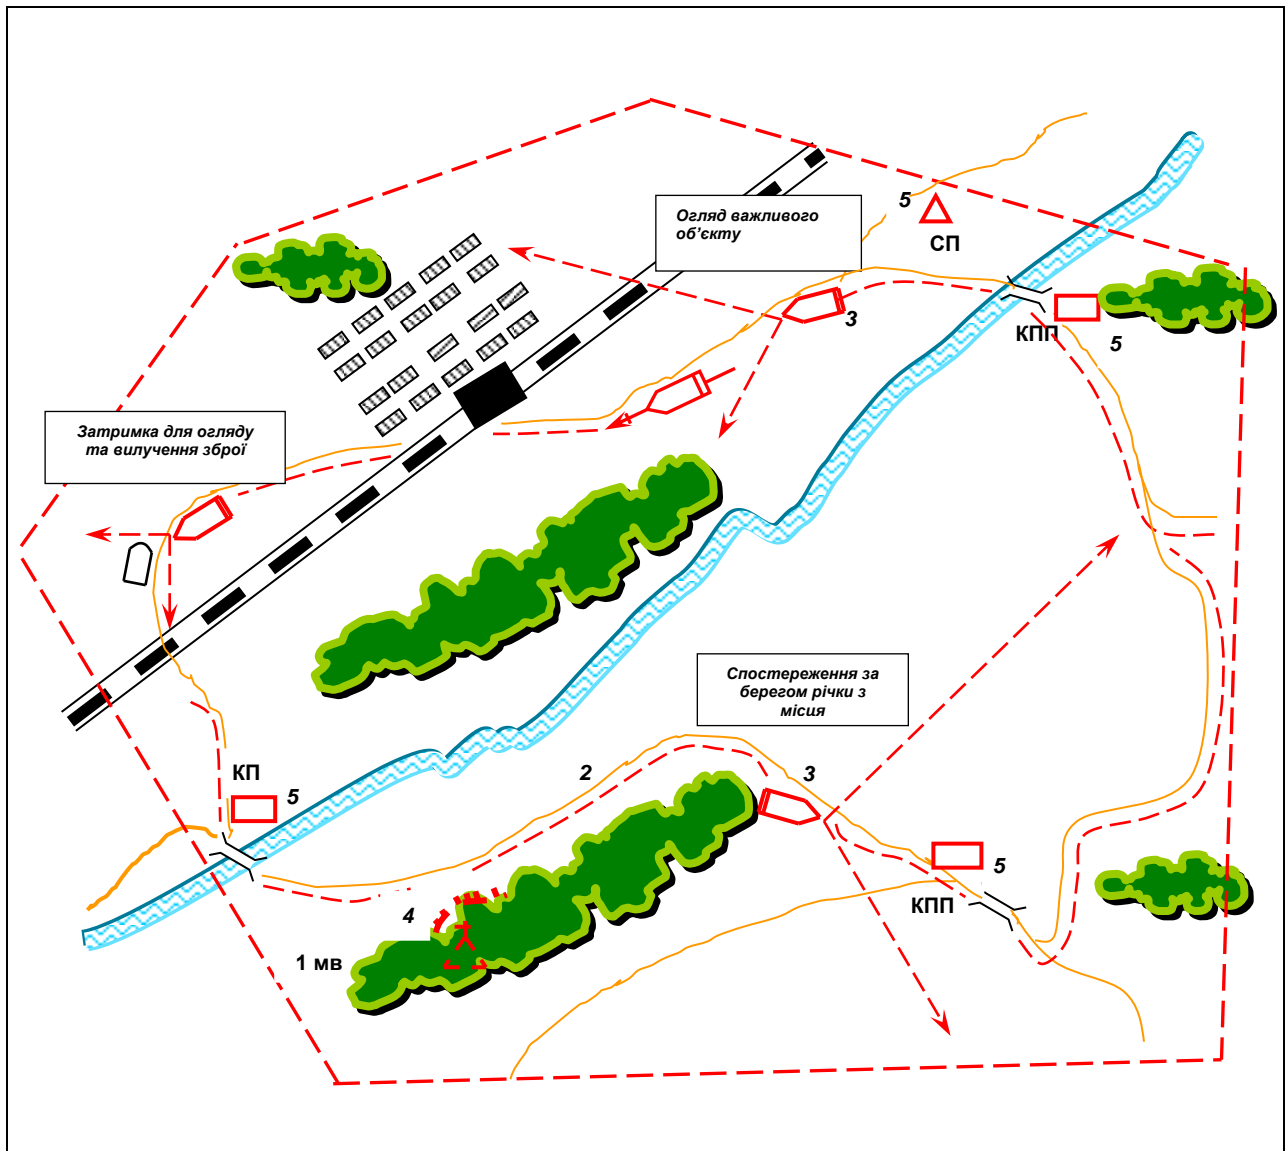 Огляд важливого
об’єкту
5
СП
3
КПП
5
Затримка для огляду
та вилучення зброї
Спостереження за
берегом річки з
місия
КП
5
2
3
5
КПП
4
1 мв